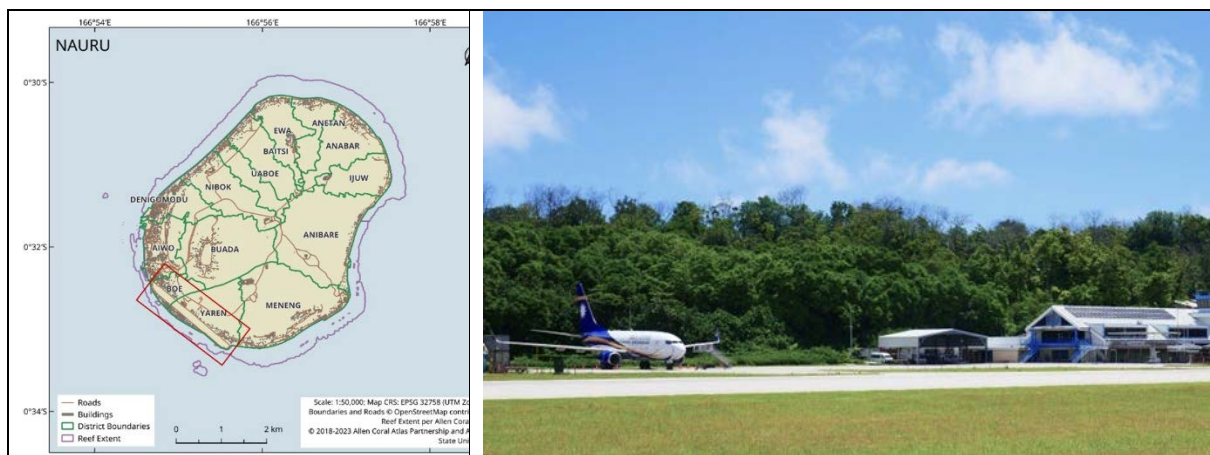 166°54'E 166°56'E 166°58'E
NAURU
0°30'S
ANETAN
EWA
BAITSI
ANABAR
UABOE
IJUW
NIBOK
DENIGOMODU
0°32'S
ANIBARE
AIWO
BUADA
BOE
MENENG
YAREN
0°34'S
Roads
Buildings
District Boundaries
Reef Extent
0 1 2 km
Scale: 1:50,000; Map CRS: EPSG 32758 (UTM Zo
Boundaries and Roads © OpenStreetMap contri
Reef Extent per Allen Cora
© 2018-2023 Allen Coral Atlas Partnership and A
State Uni